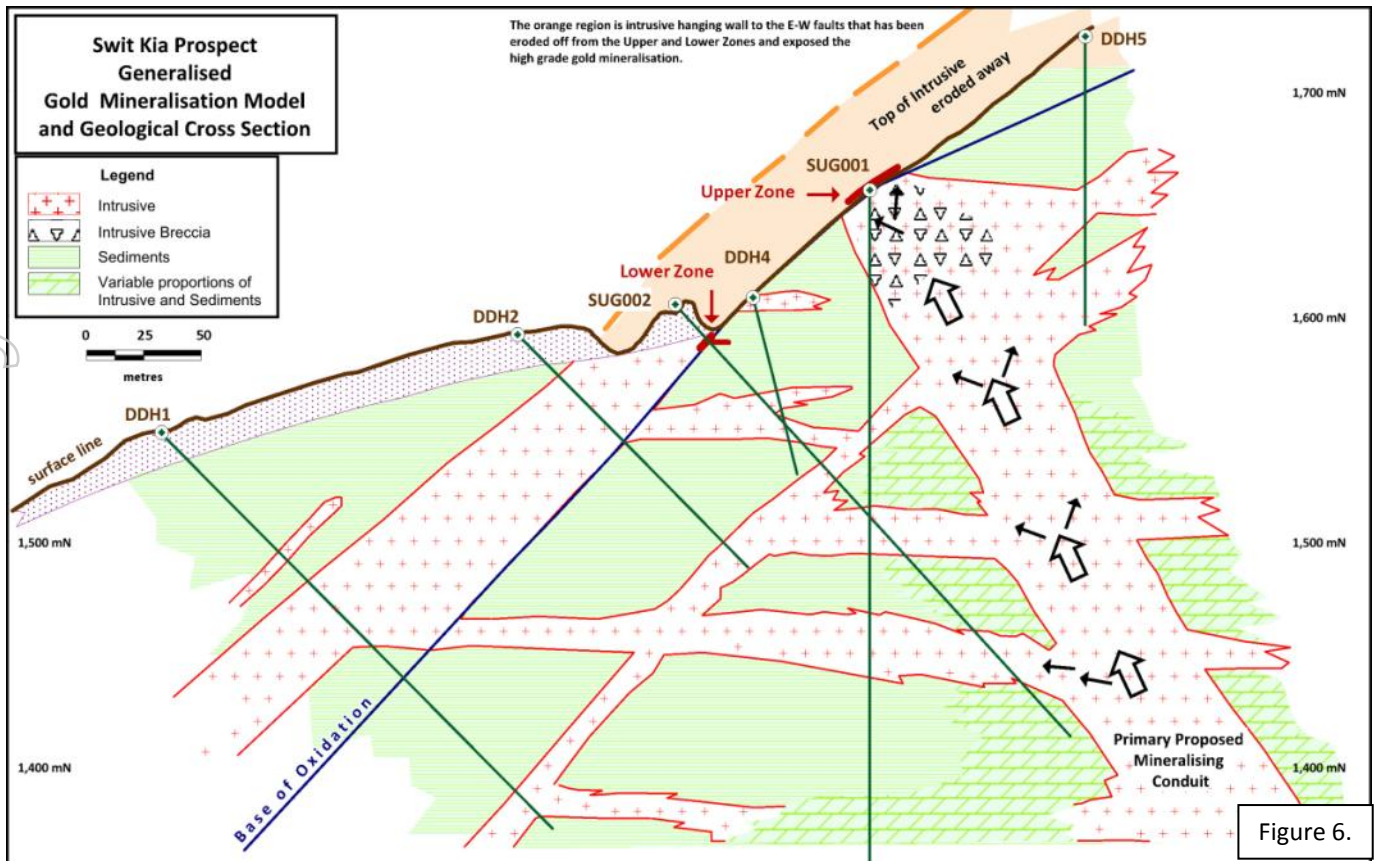 Swit Kia Prospect
Generalised
Gold Mineralisation Model
and Geological Cross Section
The orange region is intrusive hanging wall to the E-W faults that has been
eroded off from the Upper and Lower Zones and exposed the
high grade gold mineralisation.
Legend
Intrusive
Intrusive Breccia
Sediments
Variable proportions of
Intrusive and Sediments
0 25 50
metres
DDH5
1,700 mN
Top of Intrusive
eroded away
SUG001
Upper Zone
DDH4
Lower Zone
SUG002
DDH2
1,600 mN
DDH1
surface line
1,500 mN
1,500 mN
Base of Oxidation
Primary Proposed
Mineralising
Conduit
1,400 mN
1,400 mN
Figure 6.